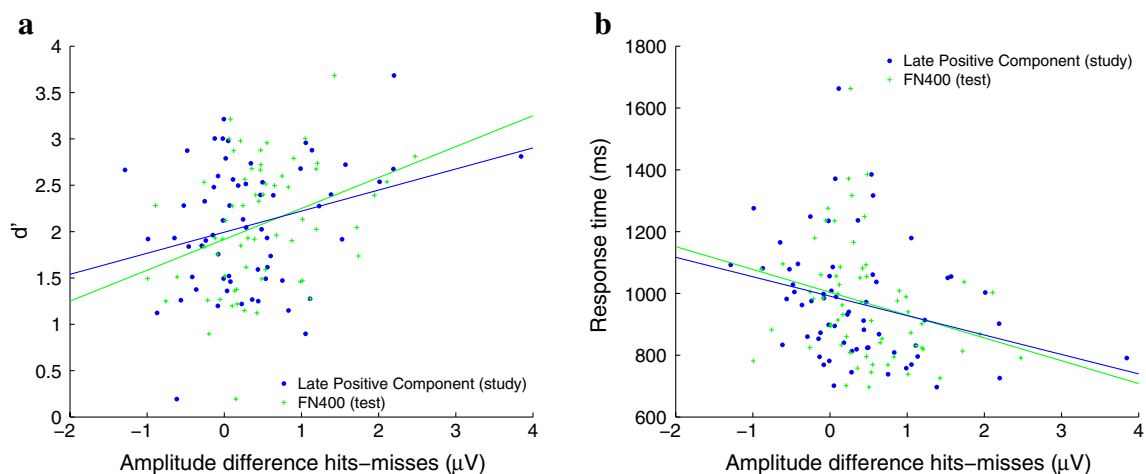 a
d'
4
3.5
3
2.5
2
1.5
1
0.5
0
−2 −1 0 1 2 3 4
Amplitude difference hits−misses (μV)
Late Positive Component (study)
FN400 (test)
b
Response time (ms)
1800
1600
1400
1200
1000
800
600
−2 −1 0 1 2 3 4
Amplitude difference hits−misses (μV)
Late Positive Component (study)
FN400 (test)